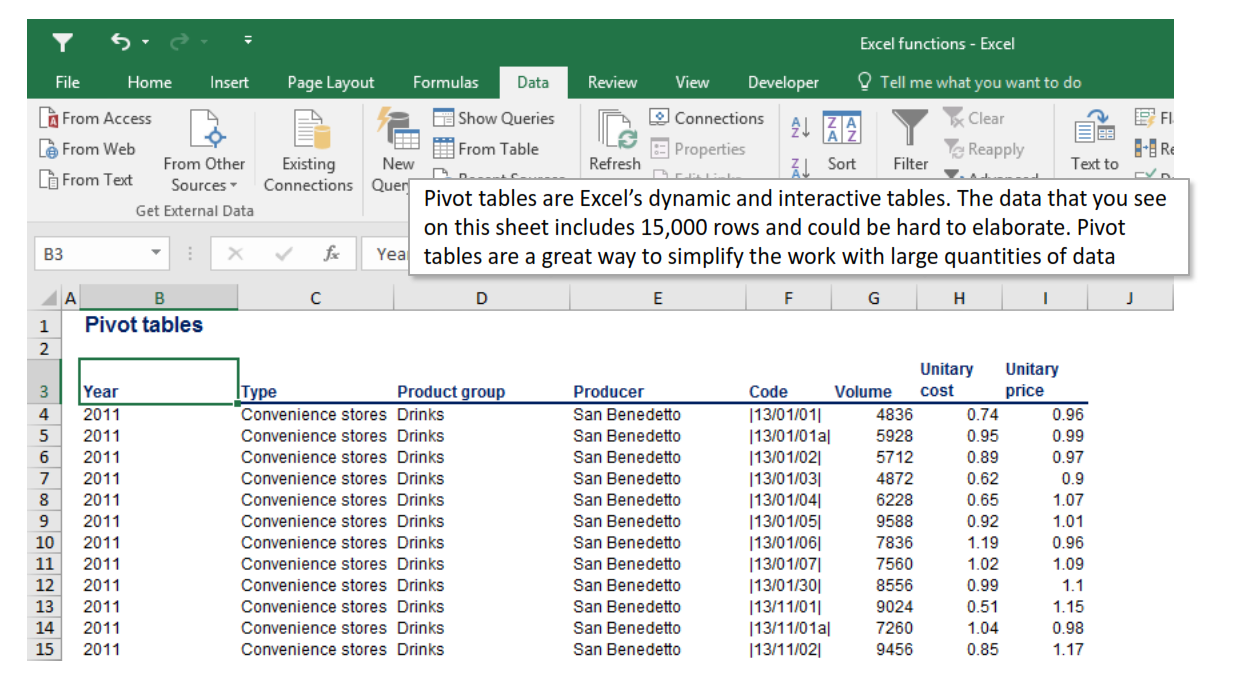 Excel functions - Excel
File Home Insert Page Layout Formulas Data Review View Developer Tell me what you want to do
From Access
From Web
From Text
From Other
Sources
Existing
Connections
Get External Data
New
Show Queries
From Table
Refresh
Connections
Properties
Sort
Filter
Clear
Reapply
Text to
Pivot tables are Excel’s dynamic and interactive tables. The data that you see
on this sheet includes 15,000 rows and could be hard to elaborate. Pivot
tables are a great way to simplify the work with large quantities of data
B3 fx
A B C D E F G H I J
1 Pivot tables
2
3 Year Type Product group Producer Code Volume Unitary cost Unitary price
4 2011 Convenience stores Drinks San Benedetto |13/01/01| 4836 0.74 0.96
5 2011 Convenience stores Drinks San Benedetto |13/01/01a| 5928 0.95 0.99
6 2011 Convenience stores Drinks San Benedetto |13/01/02| 5712 0.89 0.97
7 2011 Convenience stores Drinks San Benedetto |13/01/03| 4872 0.62 0.9
8 2011 Convenience stores Drinks San Benedetto |13/01/04| 6228 0.65 1.07
9 2011 Convenience stores Drinks San Benedetto |13/01/05| 9588 0.92 1.01
10 2011 Convenience stores Drinks San Benedetto |13/01/06| 7836 1.19 0.96
11 2011 Convenience stores Drinks San Benedetto |13/01/07| 7560 1.02 1.09
12 2011 Convenience stores Drinks San Benedetto |13/01/30| 8556 0.99 1.1
13 2011 Convenience stores Drinks San Benedetto |13/11/01| 9024 0.51 1.15
14 2011 Convenience stores Drinks San Benedetto |13/11/01a| 7260 1.04 0.98
15 2011 Convenience stores Drinks San Benedetto |13/11/02| 9456 0.85 1.17